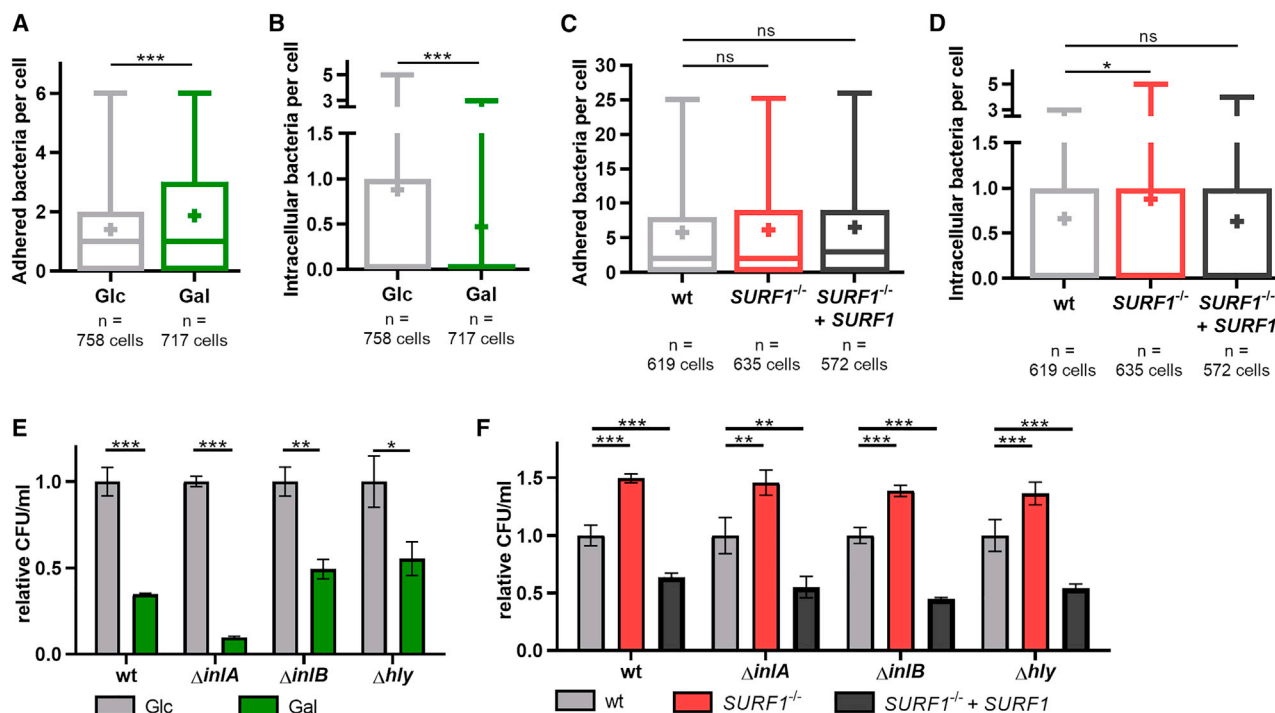 A
Adhered bacteria per cell
6
4
2
0
***
Glc
Gal
n =
758 cells
n =
717 cells
B
Intracellular bacteria per cell
5
3
1.5
1.0
0.5
0.0
***
Glc
Gal
n =
758 cells
n =
717 cells
C
Adhered bacteria per cell
30
25
20
15
10
5
0
ns
ns
wt
SURF1-/-
SURF1-/-
+ SURF1
n =
619 cells
n =
635 cells
n =
572 cells
D
Intracellular bacteria per cell
5
3
1.5
1.0
0.5
0.0
ns
*
wt
SURF1-/-
SURF1-/-
+ SURF1
n =
619 cells
n =
635 cells
n =
572 cells
E
relative CFU/ml
1.0
0.5
0.0
*** *** ** *
wt ΔinlA ΔinlB Δhly
Glc Gal
F
relative CFU/ml
1.5
1.0
0.5
0.0
*** ** *** ***
*** ** *** ***
wt ΔinlA ΔinlB Δhly
wt SURF1-/- SURF1-/- + SURF1